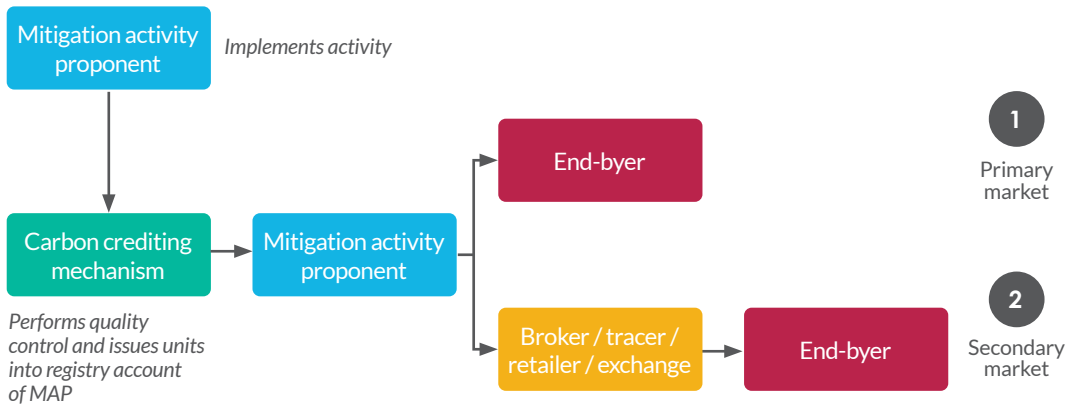 Mitigation activity
proponent
Implements activity
End-byer
1
Primary
market
Carbon crediting
mechanism
Mitigation activity
proponent
Performs quality
control and issues units
into registry account
of MAP
Broker / tracer /
retailer / exchange
End-byer
2
Secondary
market